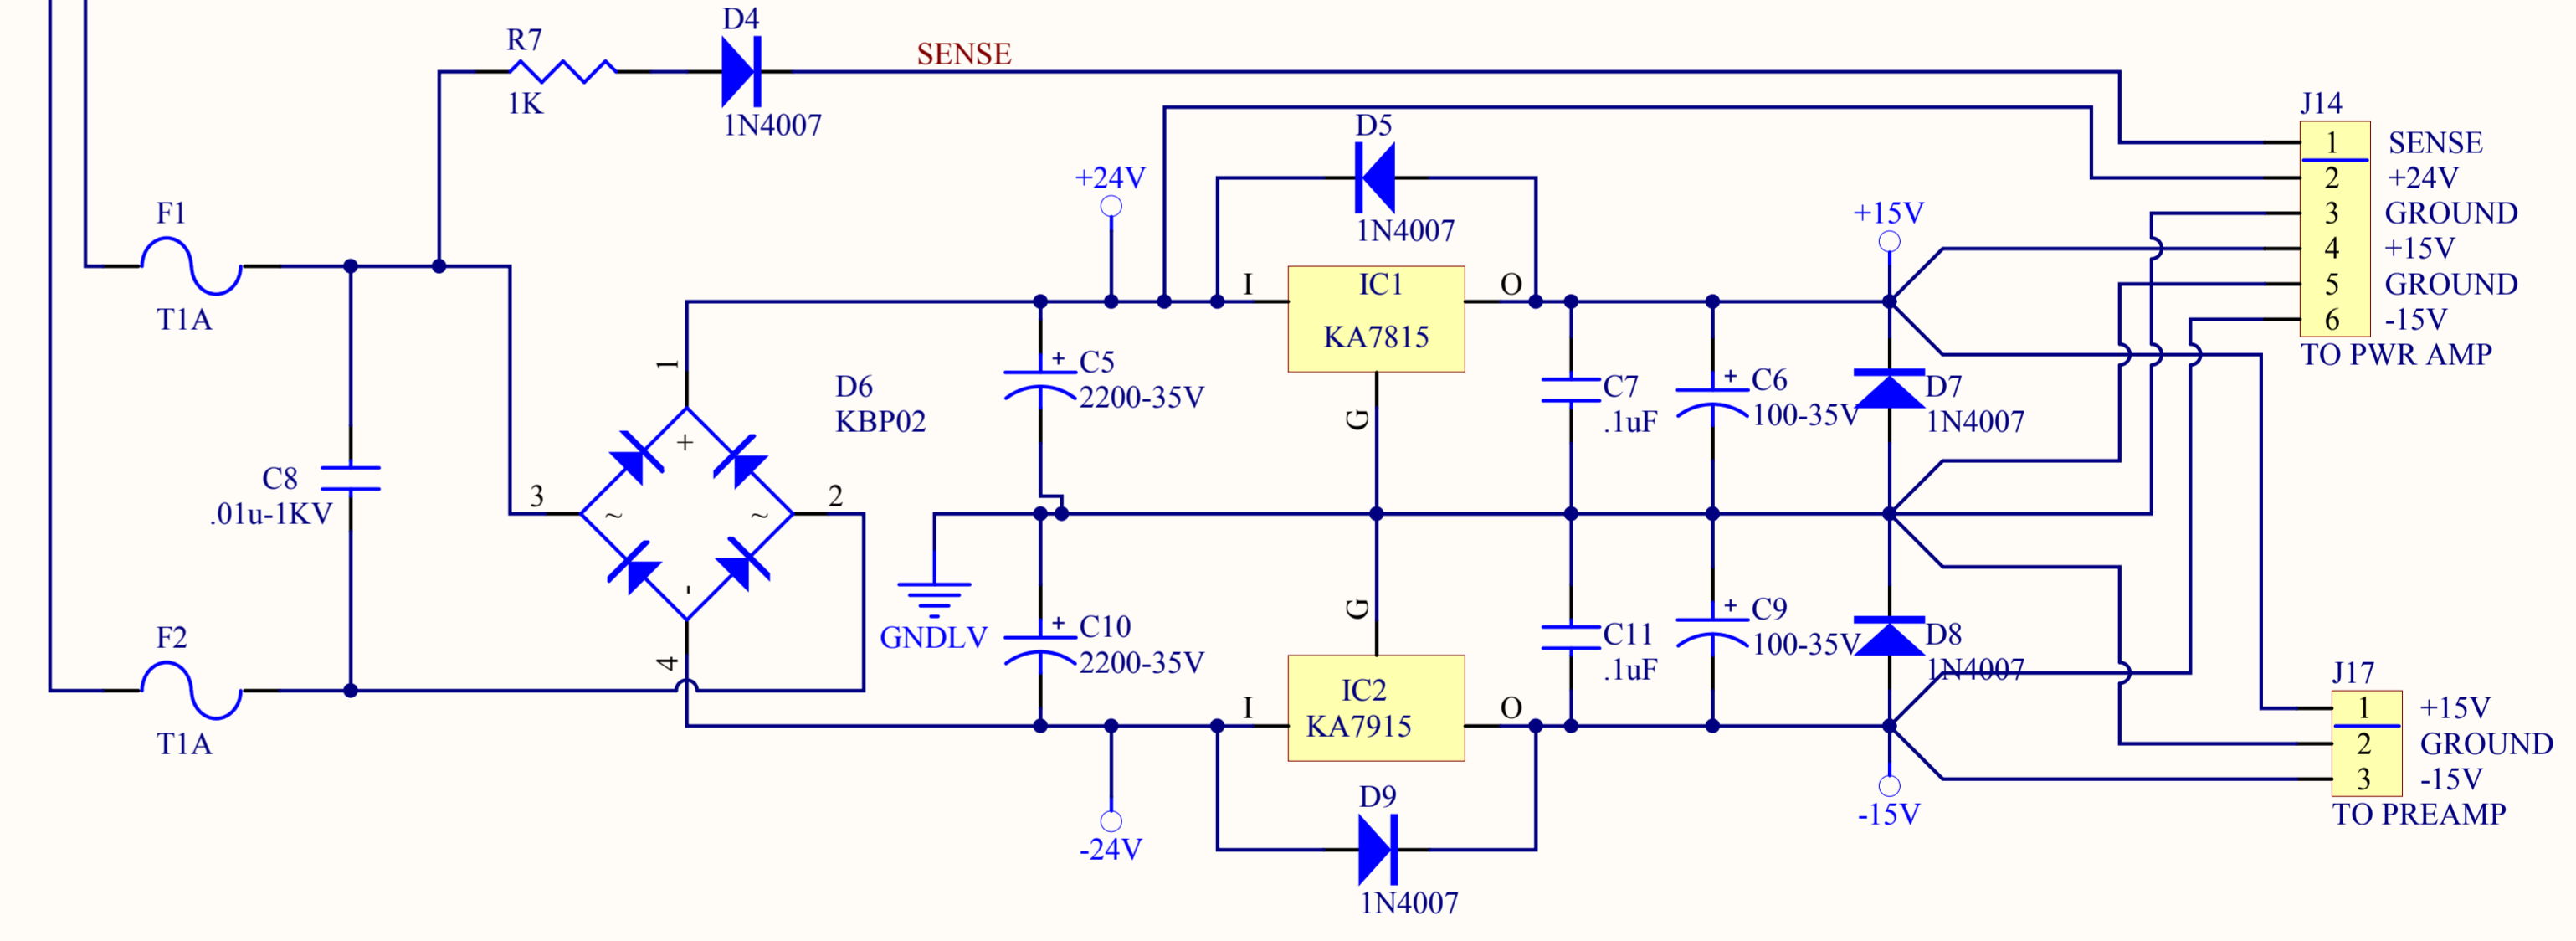 D4
R7
SENSE
1K
1N4007
J14
D5
1 SENSE
+24V
2 +24V
F1
+15V
3 GROUND
1N4007
4 +15V
I
IC1
O
5 GROUND
T1A
KA7815
6 -15V
TO PWR AMP
1
D6
KBP02
+
C5
2200-35V
G
C7
.1uF
+
C6
100-35V
D7
1N4007
+
C8
.01u-1KV
3
~
~
2
-
GNDLV
F2
4
+
C10
2200-35V
G
C11
.1uF
+
C9
100-35V
D8
1N4007
I
IC2
KA7915
O
J17
1 +15V
T1A
2 GROUND
3 -15V
TO PREAMP
D9
-15V
-24V
1N4007